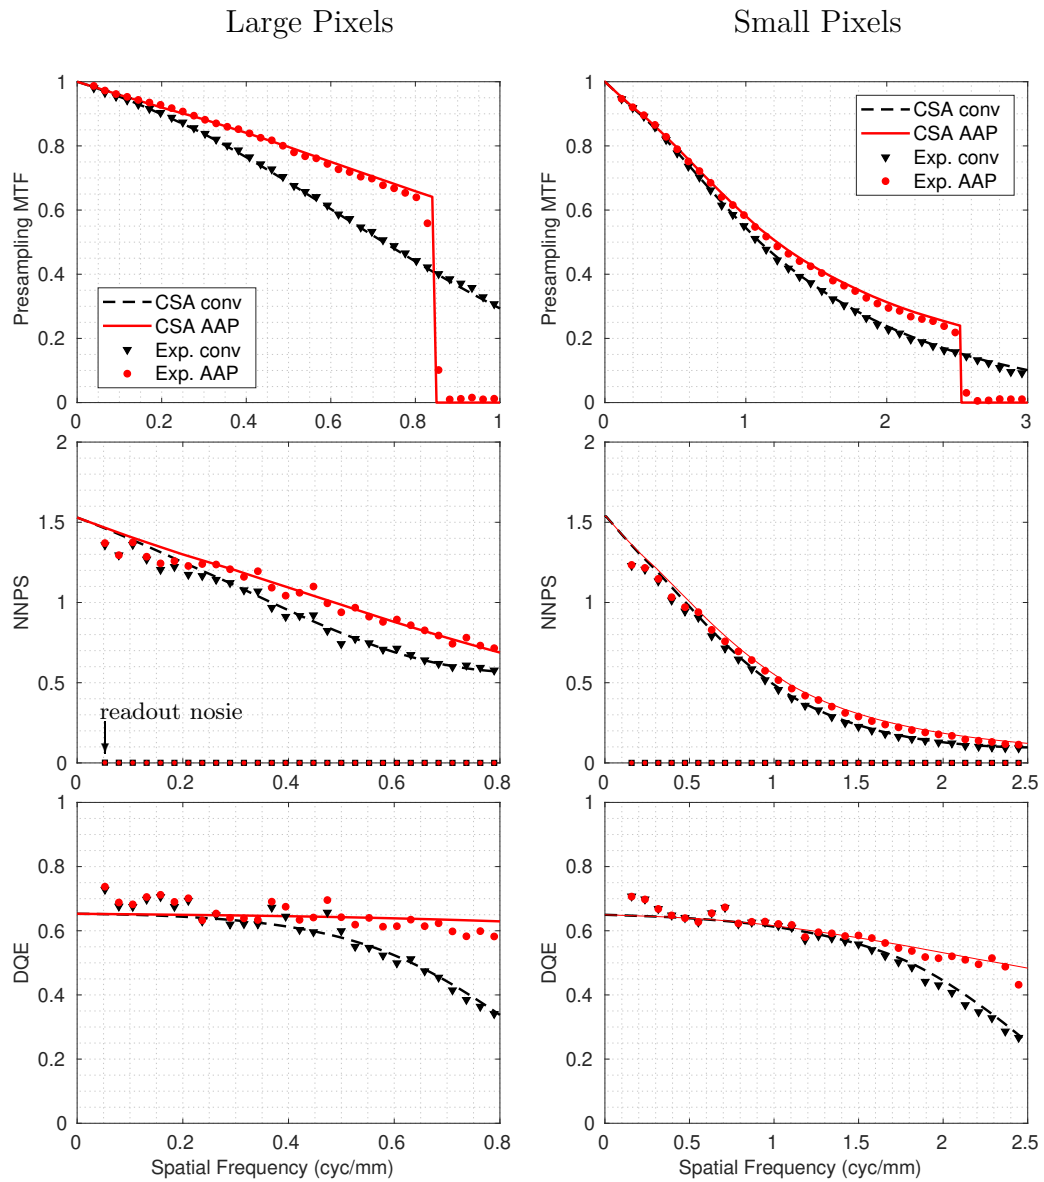 Large Pixels
Small Pixels
Presampling MTF
1
0.8
0.6
0.4
0.2
0
CSA conv
CSA AAP
Exp. conv
Exp. AAP
0 0.2 0.4 0.6 0.8 1
Presampling MTF
1
0.8
0.6
0.4
0.2
0
CSA conv
CSA AAP
Exp. conv
Exp. AAP
0 1 2 3
NNPS
2
1.5
1
0.5
0
readout nosie
0 0.2 0.4 0.6 0.8
NNPS
2
1.5
1
0.5
0
0 0.5 1 1.5 2 2.5
DQE
1
0.8
0.6
0.4
0.2
0
0 0.2 0.4 0.6 0.8
Spatial Frequency (cyc/mm)
DQE
1
0.8
0.6
0.4
0.2
0
0 0.5 1 1.5 2 2.5
Spatial Frequency (cyc/mm)